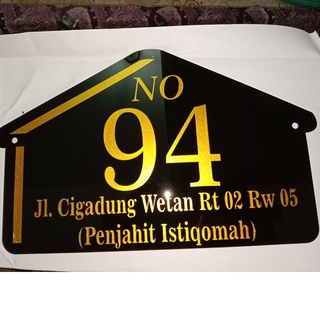 NO
94
Jl. Cigadung Wetan Rt 02 Rw 05
(Penjahit Istiqomah)